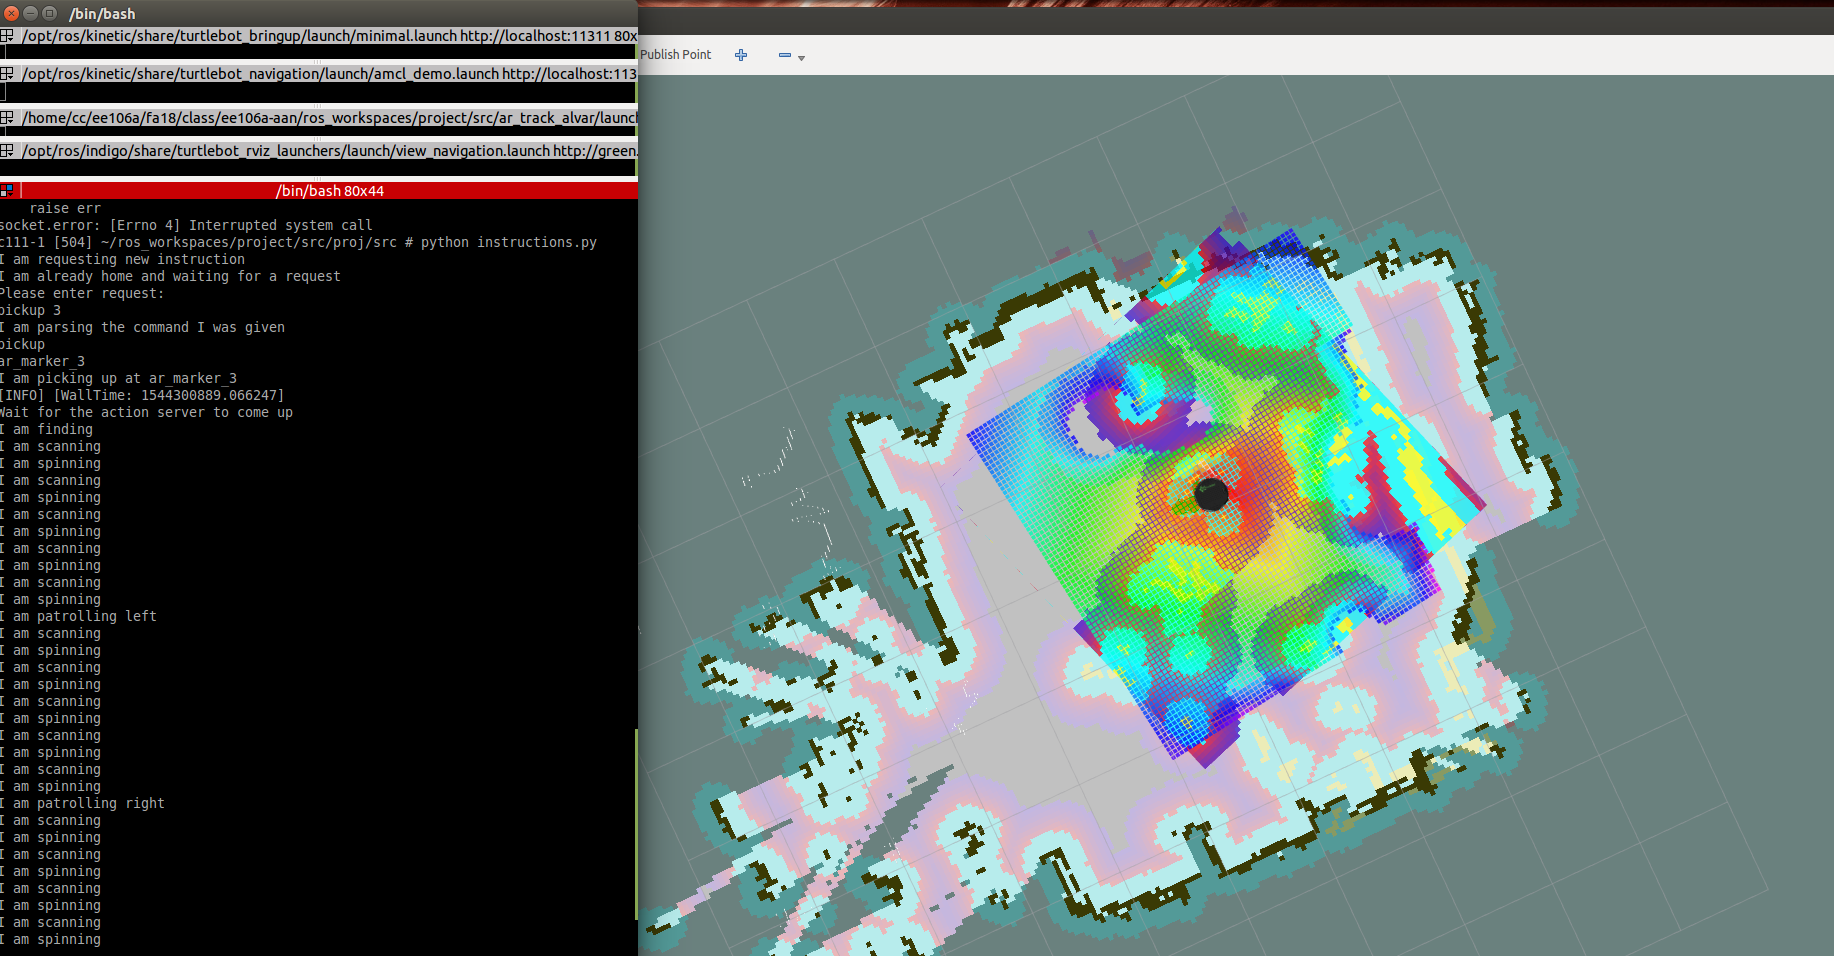 /bin/bash
/opt/ros/kinetic/share/turtlebot_bringup/launch/minimal.launch http://localhost:11311 80x
/opt/ros/kinetic/share/turtlebot_navigation/launch/amcl_demo.launch http://localhost:113
/home/cc/ee106a/fa18/class/ee106a-aan/ros_workspaces/project/src/ar_track_alvar/launch
/opt/ros/indigo/share/turtlebot_rviz_launchers/launch/view_navigation.launch http://green.
/bin/bash 80x44
raise err
socket.error: [Errno 4] Interrupted system call
c111-1 [504] ~/ros_workspaces/project/src/proj/src # python instructions.py
I am requesting new instruction
I am already home and waiting for a request
Please enter request:
pickup 3
I am parsing the command I was given
pickup
ar_marker_3
I am picking up at ar_marker_3
[INFO] [WallTime: 1544300889.066247]
Wait for the action server to come up
I am finding
I am scanning
I am spinning
I am scanning
I am spinning
I am scanning
I am spinning
I am scanning
I am spinning
I am scanning
I am spinning
I am patrolling left
I am scanning
I am spinning
I am scanning
I am spinning
I am scanning
I am spinning
I am scanning
I am spinning
I am scanning
I am spinning
I am patrolling right
I am scanning
I am spinning
I am scanning
I am spinning
I am scanning
I am spinning
I am scanning
I am spinning
Publish Point